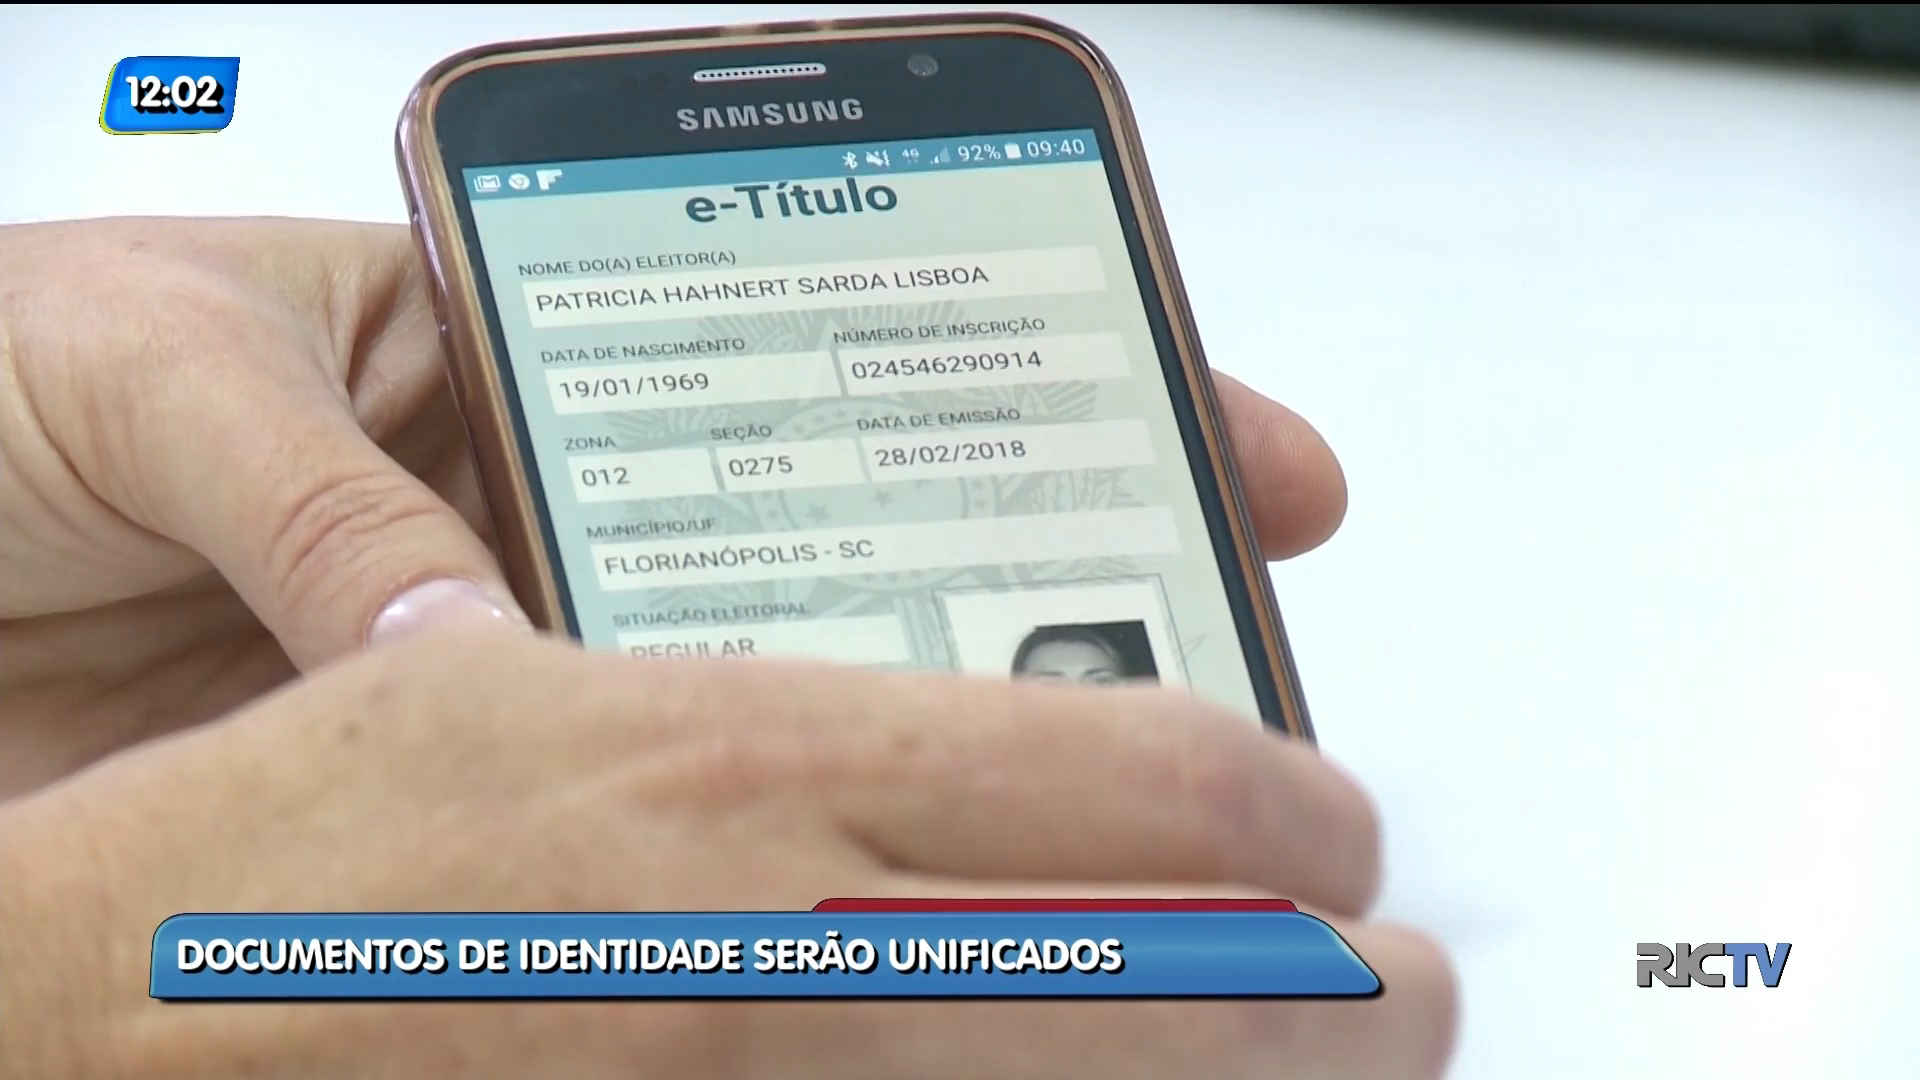 12:02
SAMSUNG
4G 92% 09:40
e-Título
NOME DO(A) ELEITOR(A)
PATRICIA HAHNERT SARDA LISBOA
DATA DE NASCIMENTO NÚMERO DE INSCRIÇÃO
19/01/1969 024546290914
ZONA SEÇÃO DATA DE EMISSÃO
012 0275 28/02/2018
MUNICÍPIO/UF
FLORIANÓPOLIS - SC
SITUAÇÃO ELEITORAL
REGULAR
DOCUMENTOS DE IDENTIDADE SERÃO UNIFICADOS
RICTV